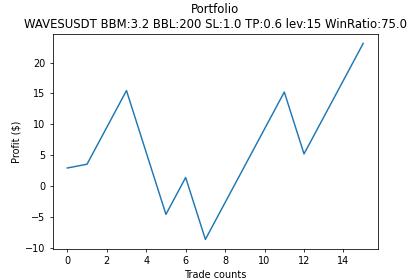 Portfolio
WAVESUSDT BBM:3.2 BBL:200 SL:1.0 TP:0.6 lev:15 WinRatio:75.0
20
15
10
5
0
−5
−10
Profit ($)
0 2 4 6 8 10 12 14
Trade counts